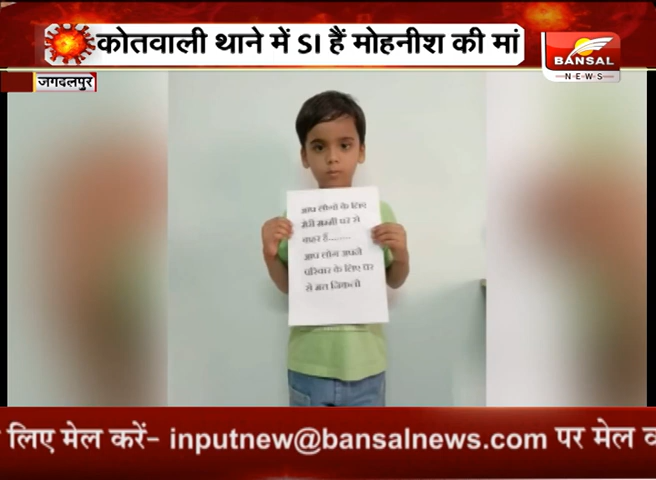 कोतवाली थाने में SI हैं मोहनीश की मां
BANSAL
NEWS
जगदलपुर
आप लोगों के लिए
मेरी मम्मी घर से
बाहर हैं........
आप लोग अपने
परिवार के लिए घर
से मत निकलो
लिए मेल करें- inputnew@bansalnews.com पर मेल